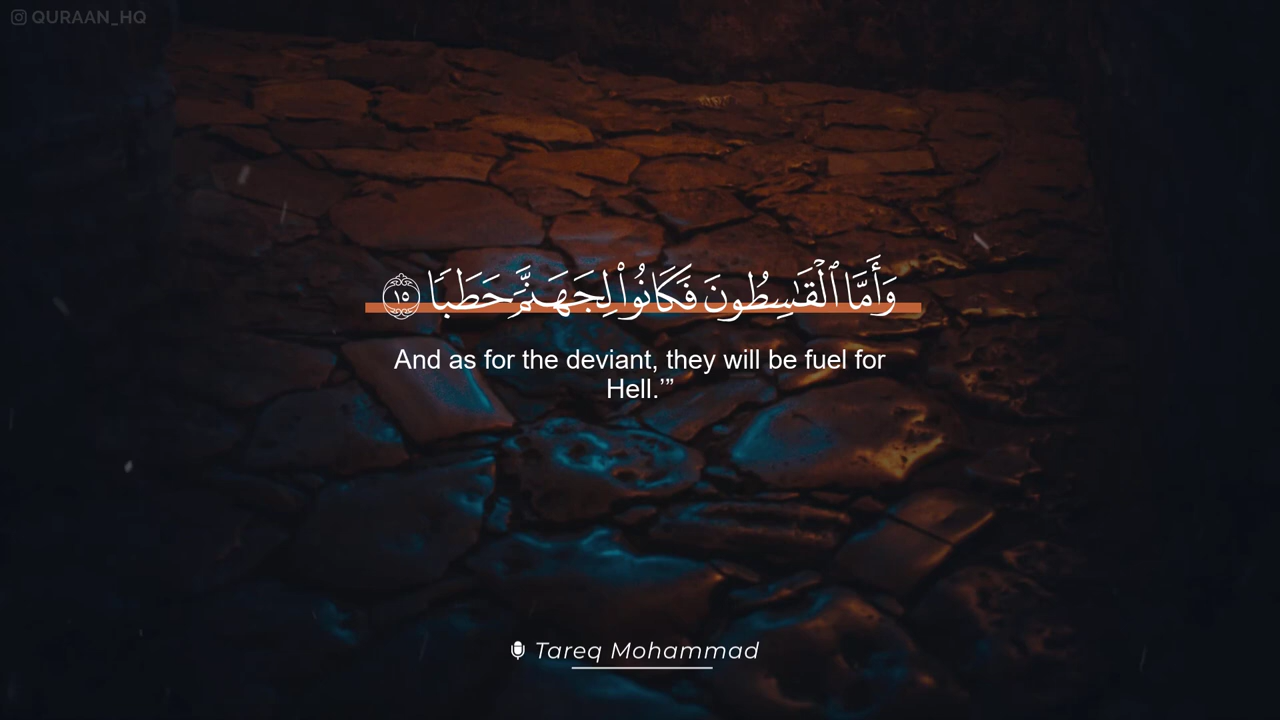 QURAAN_HQ
وَأَمَّا ٱلْقَٰسِطُونَ فَكَانُوا۟ لِجَهَنَّمَ حَطَبًا ١٥
And as for the deviant, they will be fuel for
Hell.’”
Tareq Mohammad